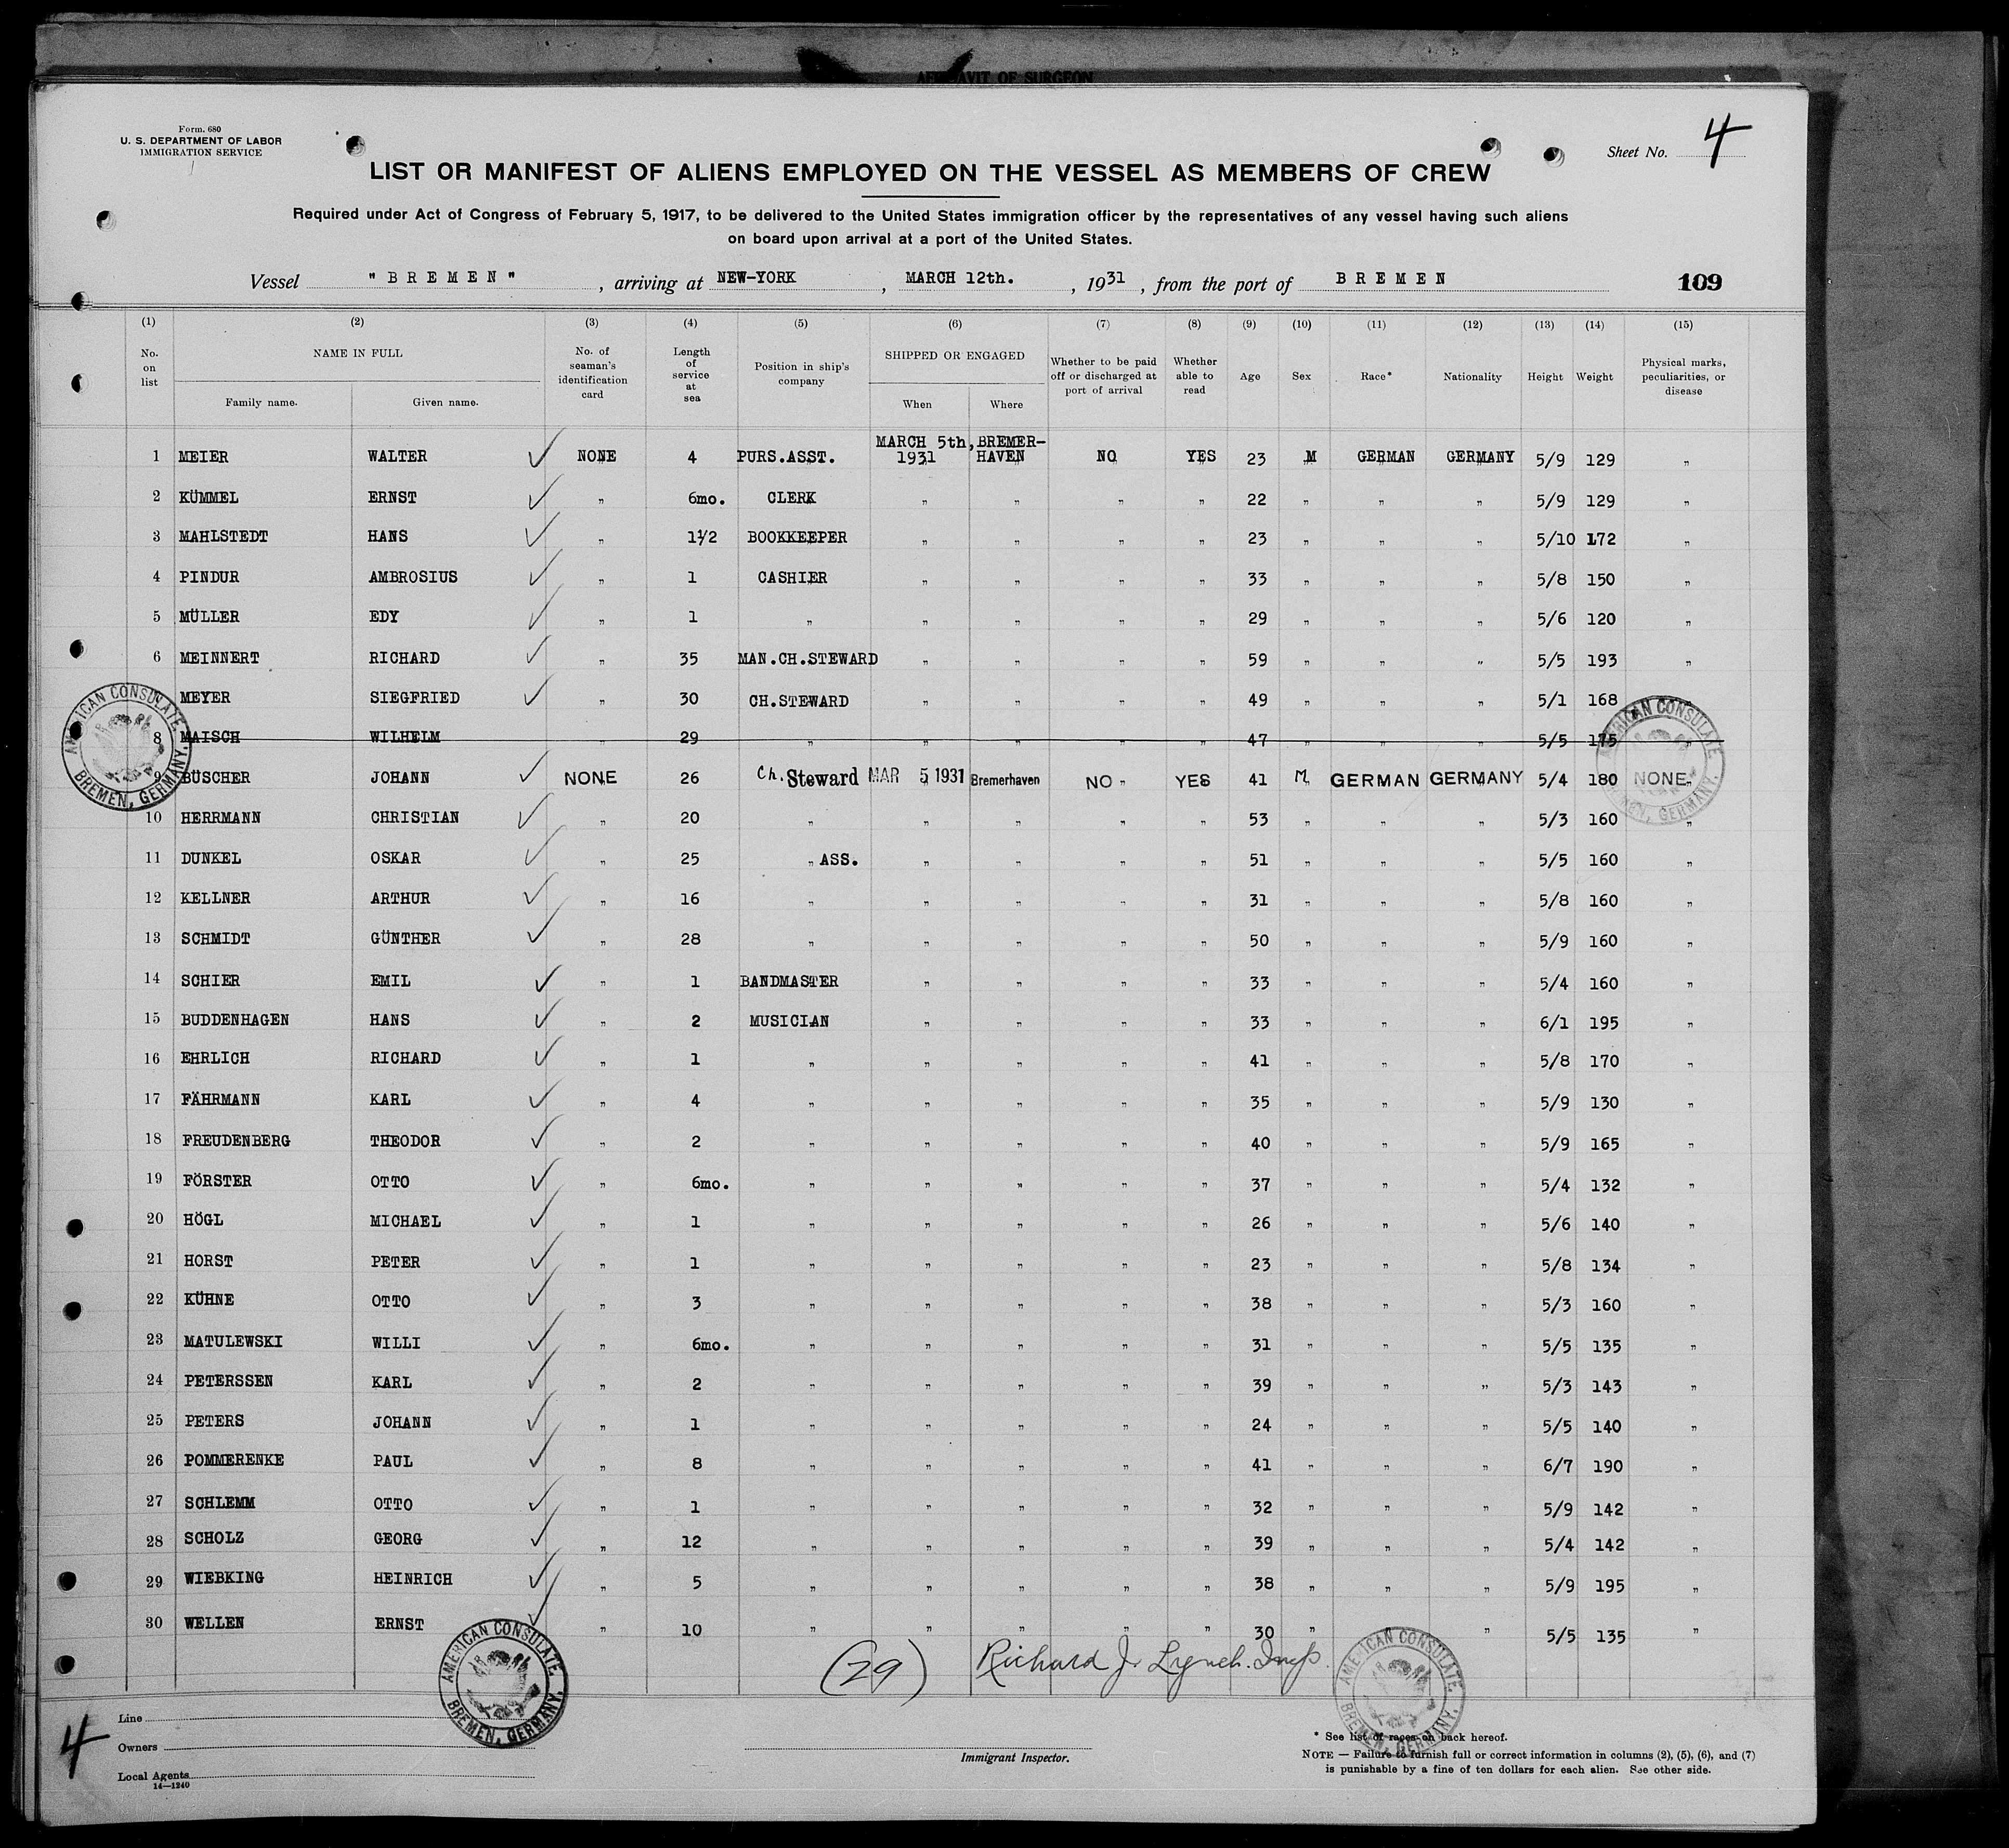 AFFIDAVIT OF SURGEON
Form. 680
U. S. DEPARTMENT OF LABOR
IMMIGRATION SERVICE
Sheet No. 4
LIST OR MANIFEST OF ALIENS EMPLOYED ON THE VESSEL AS MEMBERS OF CREW
Required under Act of Congress of February 5, 1917, to be delivered to the United States immigration officer by the representatives of any vessel having such aliens
on board upon arrival at a port of the United States.
Vessel "BREMEN", arriving at NEW-YORK, MARCH 12th., 1931, from the port of BREMEN 109
(1) (2) (3) (4) (5) (6) (7) (8) (9) (10) (11) (12) (13) (14) (15)
No. on list NAME IN FULL Family name. Given name. No. of seaman's identification card Length of service at sea Position in ship's company SHIPPED OR ENGAGED When Where Whether to be paid off or discharged at port of arrival Whether able to read Age Sex Race* Nationality Height Weight Physical marks, peculiarities, or disease
1 MEIER WALTER ✓ NONE 4 PURS.ASST. MARCH 5th, 1931 BREMER-HAVEN NO YES 23 M GERMAN GERMANY 5/9 129 "
2 KÜMMEL ERNST ✓ " 6mo. CLERK " " " " 22 " " " 5/9 129 "
3 MAHLSTEDT HANS ✓ " 1½ BOOKKEEPER " " " " 23 " " " 5/10 172 "
4 PINDUR AMBROSIUS ✓ " 1 CASHIER " " " " 33 " " " 5/8 150 "
5 MÜLLER EDY ✓ " 1 " " " " " 29 " " " 5/6 120 "
6 MEINNERT RICHARD ✓ " 35 MAN.CH.STEWARD " " " " 59 " " " 5/5 193 "
MEYER SIEGFRIED ✓ " 30 CH.STEWARD " " " " 49 " " " 5/1 168 "
8 MAISCH WILHELM " 29 " " " " " 47 " " " 5/5 175
9 BÜSCHER JOHANN ✓ NONE 26 Ch. Steward MAR 5 1931 Bremerhaven NO YES 41 M. GERMAN GERMANY 5/4 180 NONE
10 HERRMANN CHRISTIAN ✓ " 20 " " " " " 53 " " " 5/3 160 "
11 DUNKEL OSKAR ✓ " 25 " ASS. " " " " 51 " " " 5/5 160 "
12 KELLNER ARTHUR ✓ " 16 " " " " " 31 " " " 5/8 160 "
13 SCHMIDT GÜNTHER ✓ " 28 " " " " " 50 " " " 5/9 160 "
14 SCHIER EMIL ✓ " 1 BANDMASTER " " " " 33 " " " 5/4 160 "
15 BUDDENHAGEN HANS ✓ " 2 MUSICIAN " " " " 33 " " " 6/1 195 "
16 EHRLICH RICHARD ✓ " 1 " " " " " 41 " " " 5/8 170 "
17 FÄHRMANN KARL ✓ " 4 " " " " " 35 " " " 5/9 130 "
18 FREUDENBERG THEODOR ✓ " 2 " " " " " 40 " " " 5/9 165 "
19 FÖRSTER OTTO ✓ " 6mo. " " " " " 37 " " " 5/4 132 "
20 HÖGL MICHAEL ✓ " 1 " " " " " 26 " " " 5/6 140 "
21 HORST PETER ✓ " 1 " " " " " 23 " " " 5/8 134 "
22 KÜHNE OTTO ✓ " 3 " " " " " 38 " " " 5/3 160 "
23 MATULEWSKI WILLI ✓ " 6mo. " " " " " 31 " " " 5/5 135 "
24 PETERSSEN KARL ✓ " 2 " " " " " 39 " " " 5/3 143 "
25 PETERS JOHANN ✓ " 1 " " " " " 24 " " " 5/5 140 "
26 POMMERENKE PAUL ✓ " 8 " " " " " 41 " " " 6/7 190 "
27 SCHLEMM OTTO ✓ " 1 " " " " " 32 " " " 5/9 142 "
28 SCHOLZ GEORG ✓ " 12 " " " " " 39 " " " 5/4 142 "
29 WIEBKING HEINRICH ✓ " 5 " " " " " 38 " " " 5/9 195 "
30 WELLEN ERNST ✓ " 10 " " " " " 30 " " " 5/5 135 "
AMERICAN CONSULATE, BREMEN, GERMANY.
AMERICAN CONSULATE, BREMEN, GERMANY.
(29) Richard J. Lynch. Insp.
AMERICAN CONSULATE, BREMEN, GERMANY.
AMERICAN CONSULATE, BREMEN, GERMANY.
4
Line
Owners
Local Agents
14—1240
Immigrant Inspector.
* See list of races on back hereof.
NOTE — Failure to furnish full or correct information in columns (2), (5), (6), and (7)
is punishable by a fine of ten dollars for each alien. See other side.